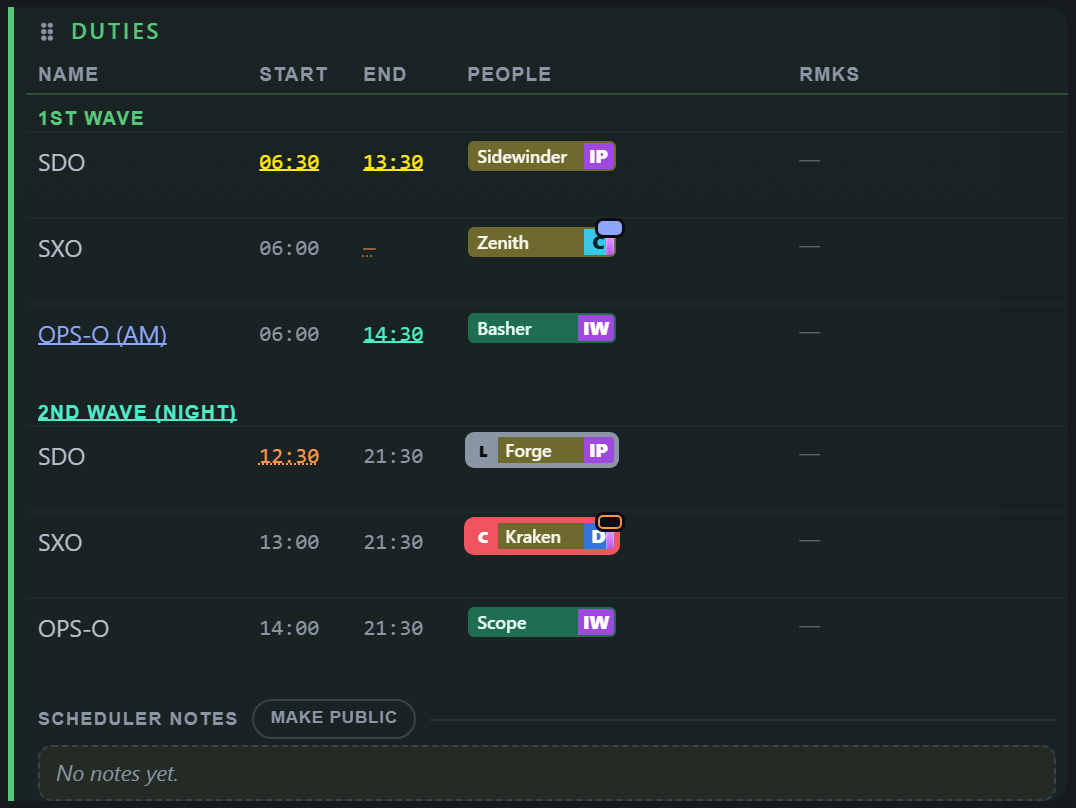 DUTIES
NAME START END PEOPLE RMKS
1ST WAVE
SDO 06:30 13:30 Sidewinder IP —
SXO 06:00 — Zenith C —
OPS-O (AM) 06:00 14:30 Basher IW —
2ND WAVE (NIGHT)
SDO 12:30 21:30 L Forge IP —
SXO 13:00 21:30 C Kraken D —
OPS-O 14:00 21:30 Scope IW —
SCHEDULER NOTES MAKE PUBLIC
No notes yet.